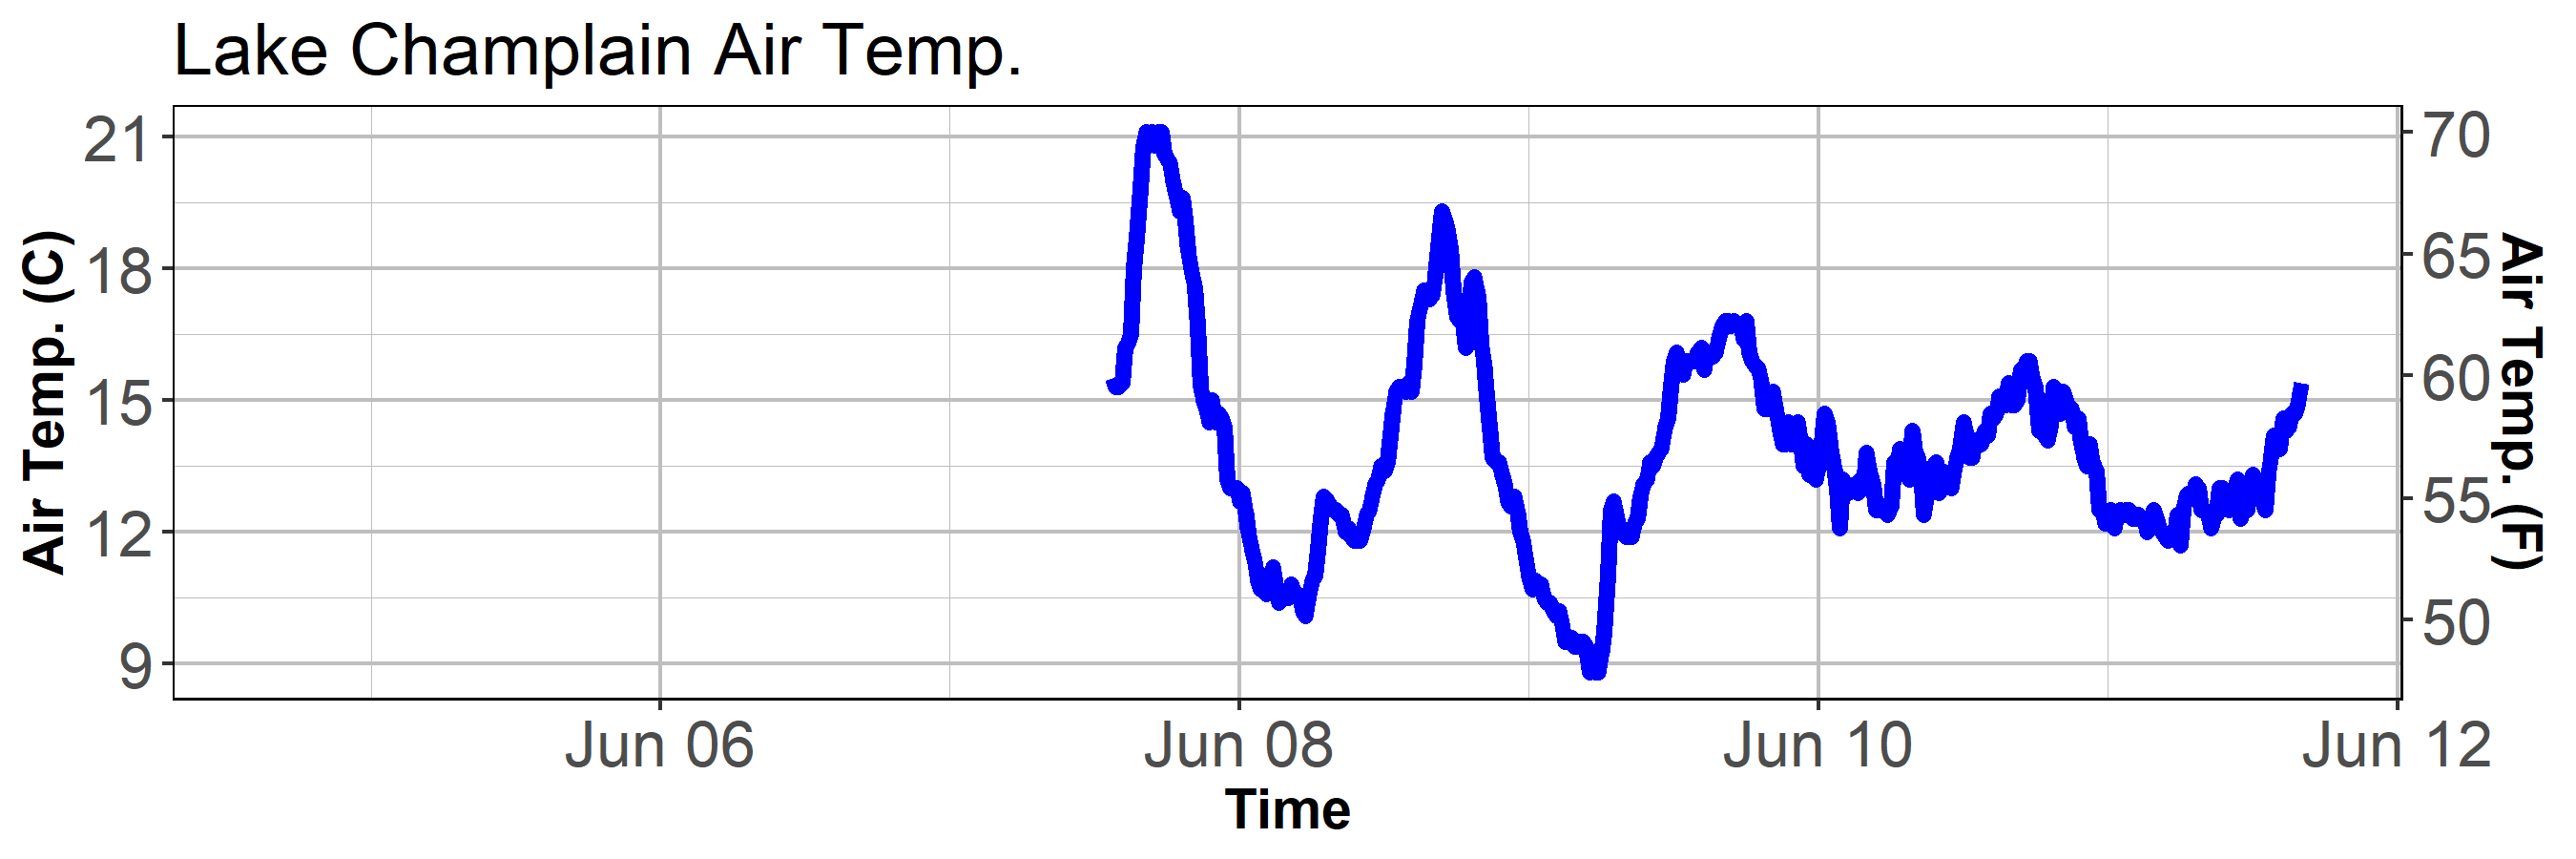 Lake Champlain Air Temp.
21
18
15
12
9
Air Temp. (C)
70
65
60
55
50
Air Temp. (F)
Jun 06
Jun 08
Jun 10
Jun 12
Time